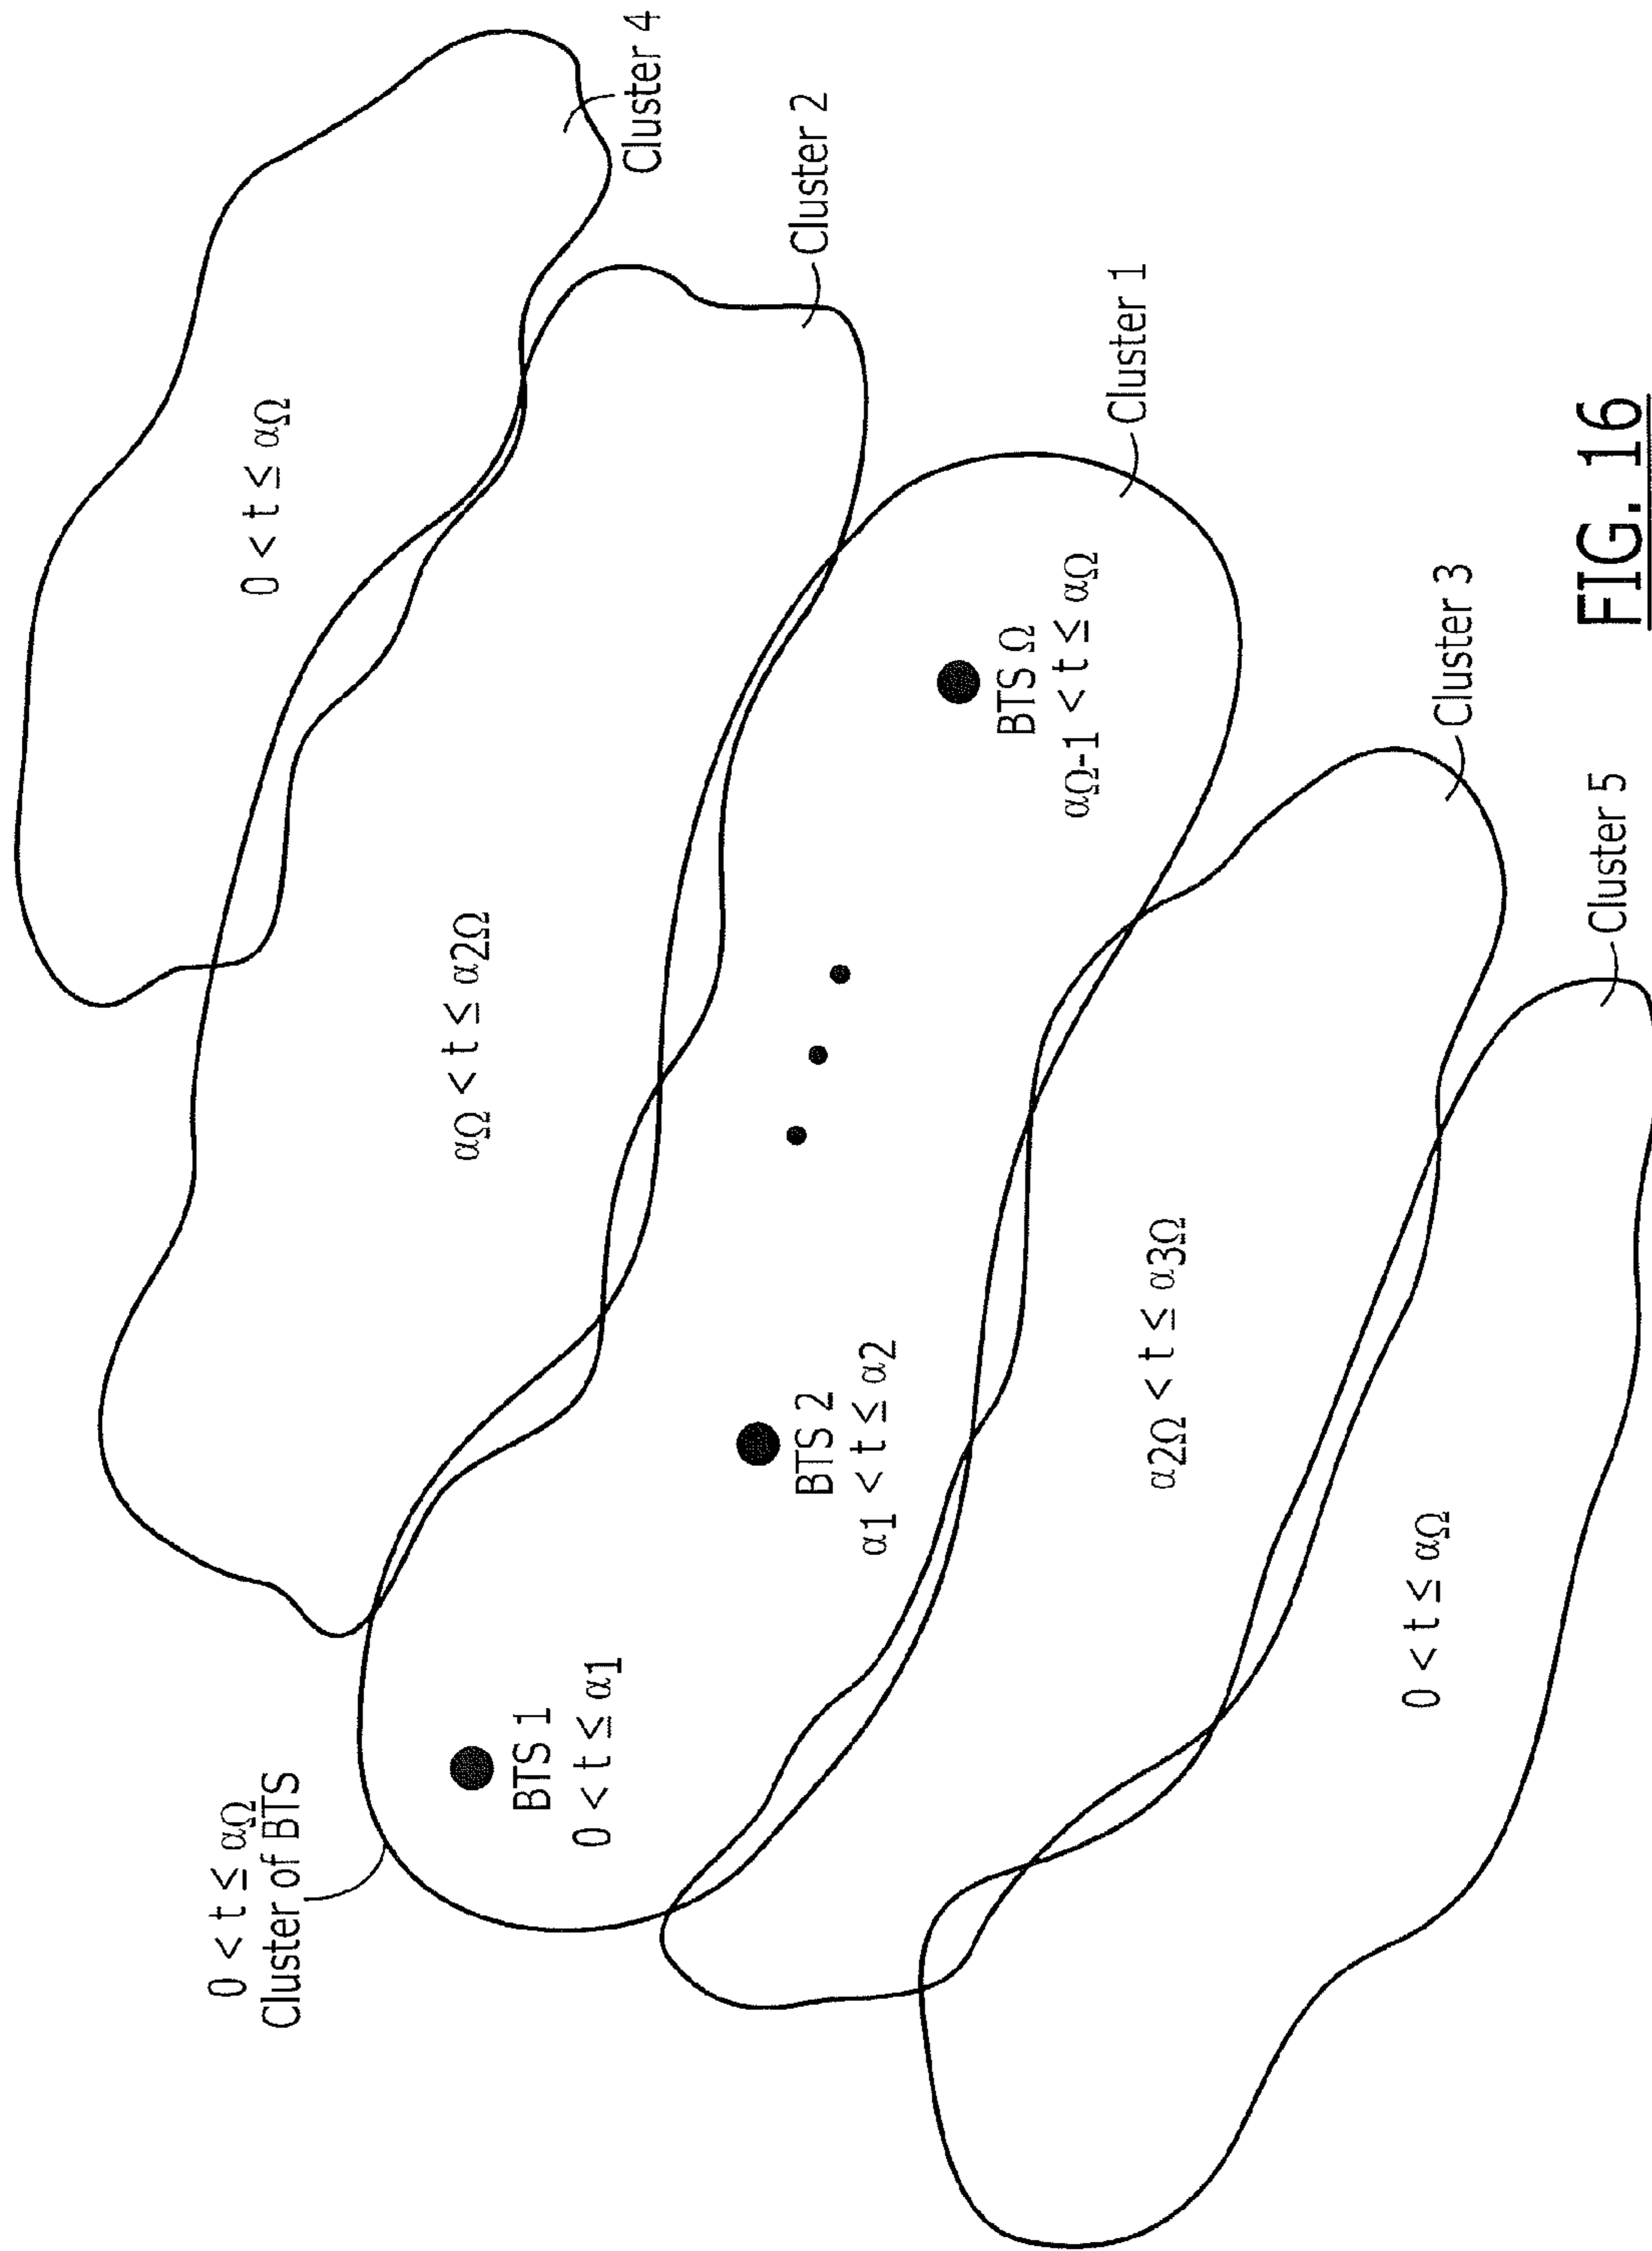 0 < t ≤ αΩ
Cluster of BTS
BTS 1
0 < t ≤ α1
BTS 2
α1 < t ≤ α2
BTS Ω
αΩ-1 < t ≤ αΩ
Cluster 1
αΩ < t ≤ α2Ω
Cluster 2
0 < t ≤ αΩ
Cluster 4
α2Ω < t ≤ α3Ω
Cluster 3
0 < t ≤ αΩ
Cluster 5
FIG. 16